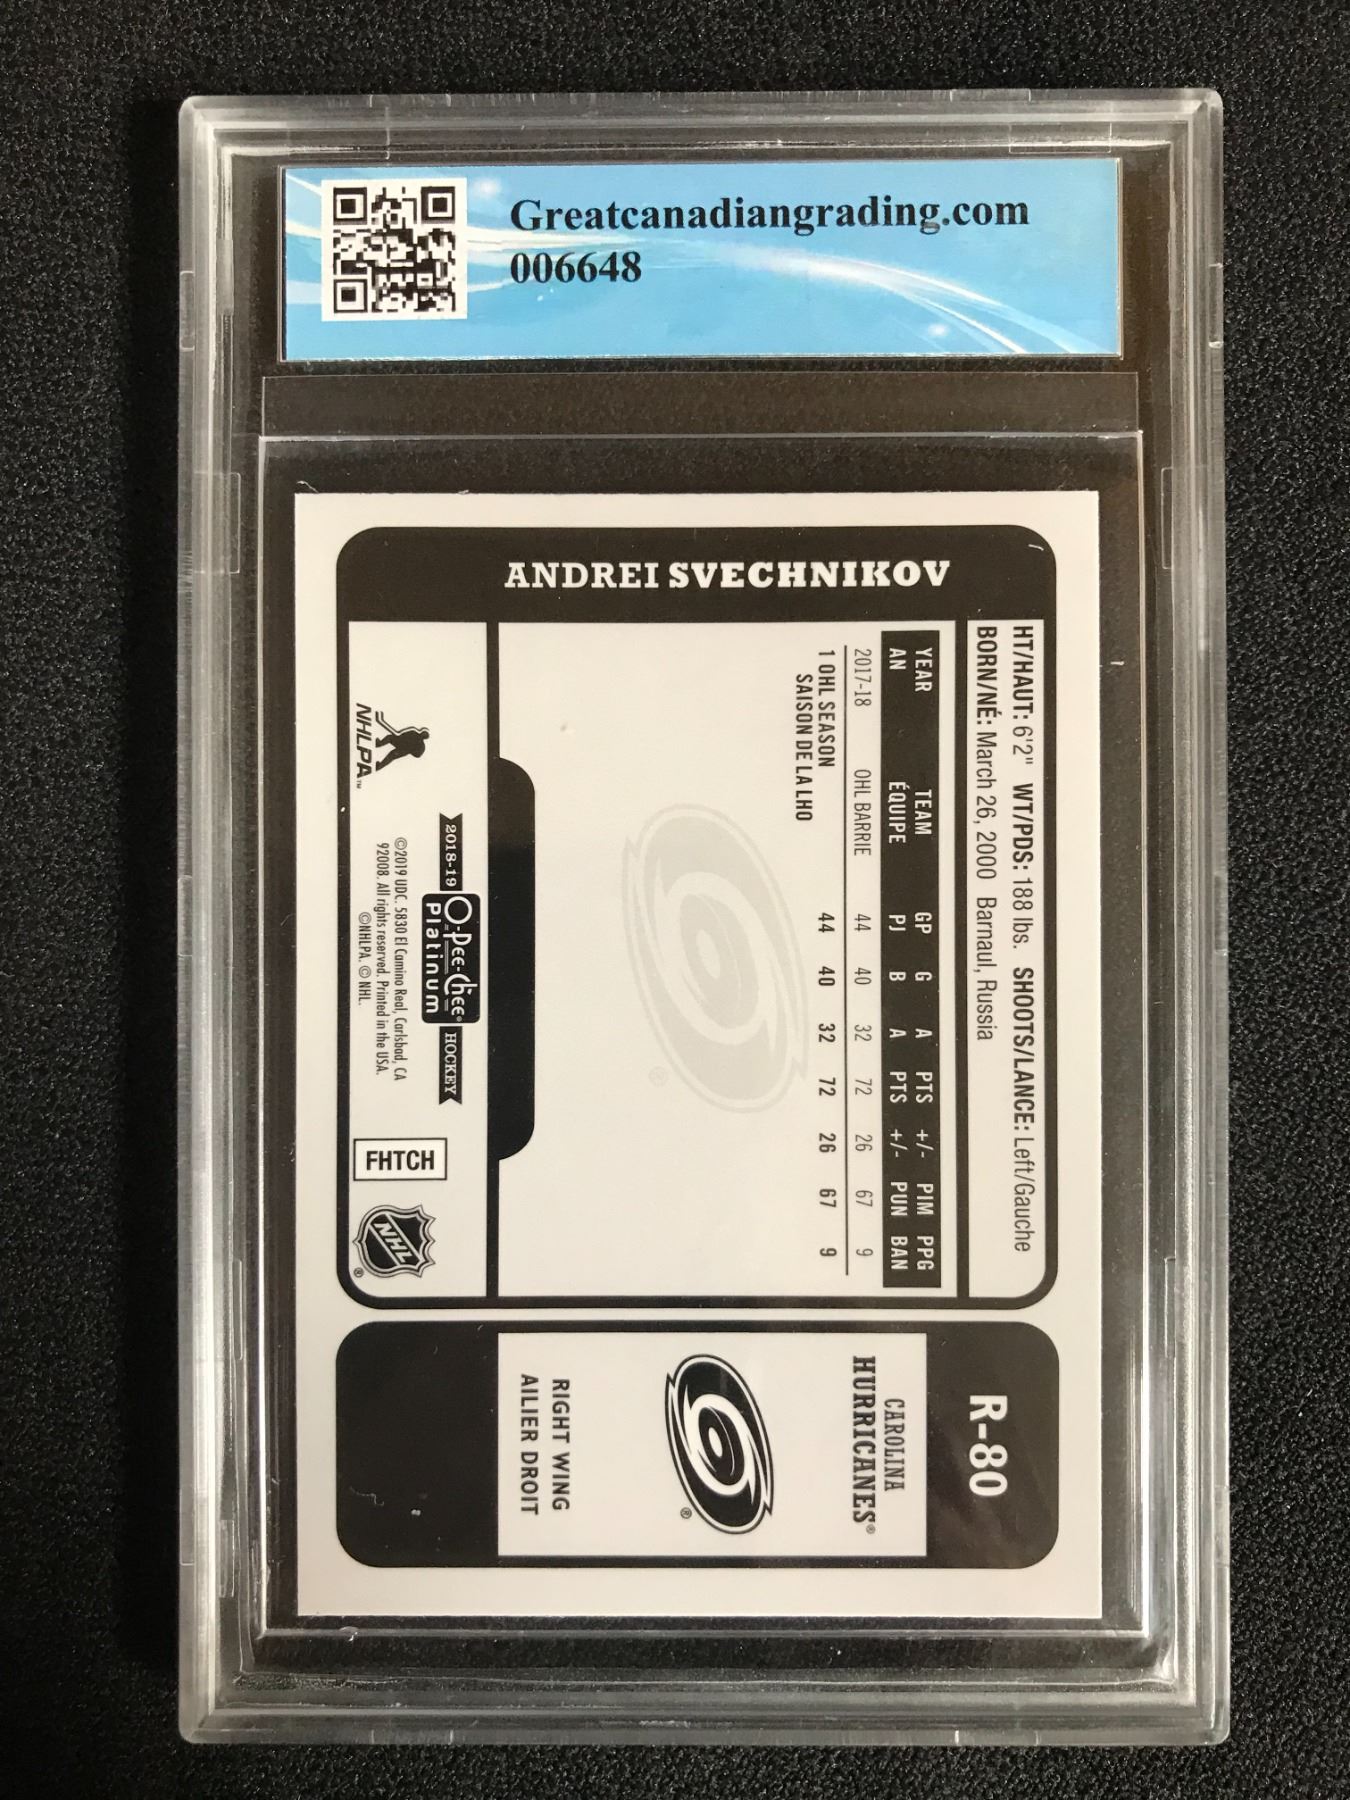 Greatcanadiangrading.com
006648
ANDREI SVECHNIKOV
HT/HAUT: 6'2" WT/PDS: 188 lbs. SHOOTS/LANCE: Left/Gauche
BORN/NÉ: March 26, 2000 Barnaul, Russia
YEAR TEAM GP G A PTS +/- PIM PPG
AN ÉQUIPE PJ B A PTS +/- PUN BAN
2017-18 OHL BARRIE 44 40 32 72 26 67 9
1 OHL SEASON 44 40 32 72 26 67 9
SAISON DE LA LHO
®
2018-19 O-Pee-Chee® HOCKEY
Platinum
NHLPA™
©2019 UDC. 5830 El Camino Real, Carlsbad, CA
92008. All rights reserved. Printed in the USA.
©NHLPA. ©NHL.
FHTCH
NHL®
R-80
CAROLINA
HURRICANES®
®
RIGHT WING
AILIER DROIT